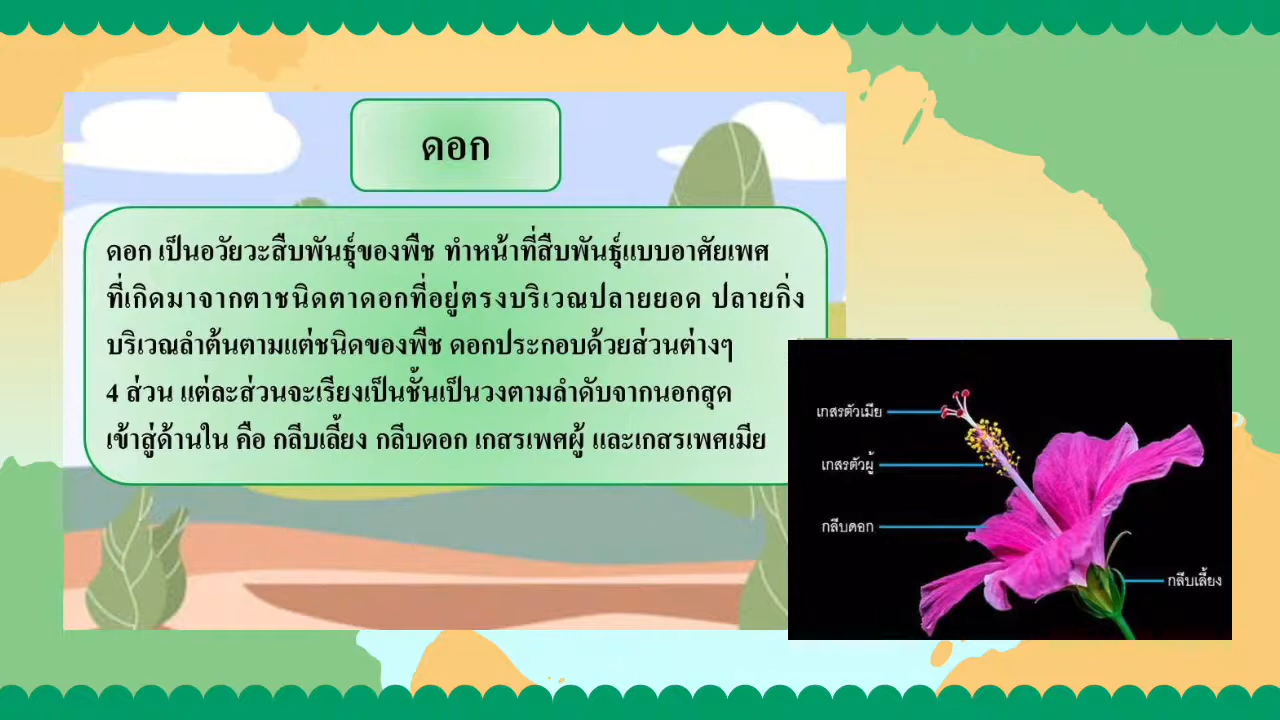 ดอก
ดอก เป็นอวัยวะสืบพันธุ์ของพืช ทำหน้าที่สืบพันธุ์แบบอาศัยเพศ
ที่เกิดมาจากตาชนิดตาดอกที่อยู่ตรงบริเวณปลายยอด ปลายกิ่ง
บริเวณลำต้นตามแต่ชนิดของพืช ดอกประกอบด้วยส่วนต่างๆ
4 ส่วน แต่ละส่วนจะเรียงเป็นชั้นเป็นวงตามลำดับจากนอกสุด
เข้าสู่ด้านใน คือ กลีบเลี้ยง กลีบดอก เกสรเพศผู้ และเกสรเพศเมีย
เกสรตัวเมีย
เกสรตัวผู้
กลีบดอก
กลีบเลี้ยง